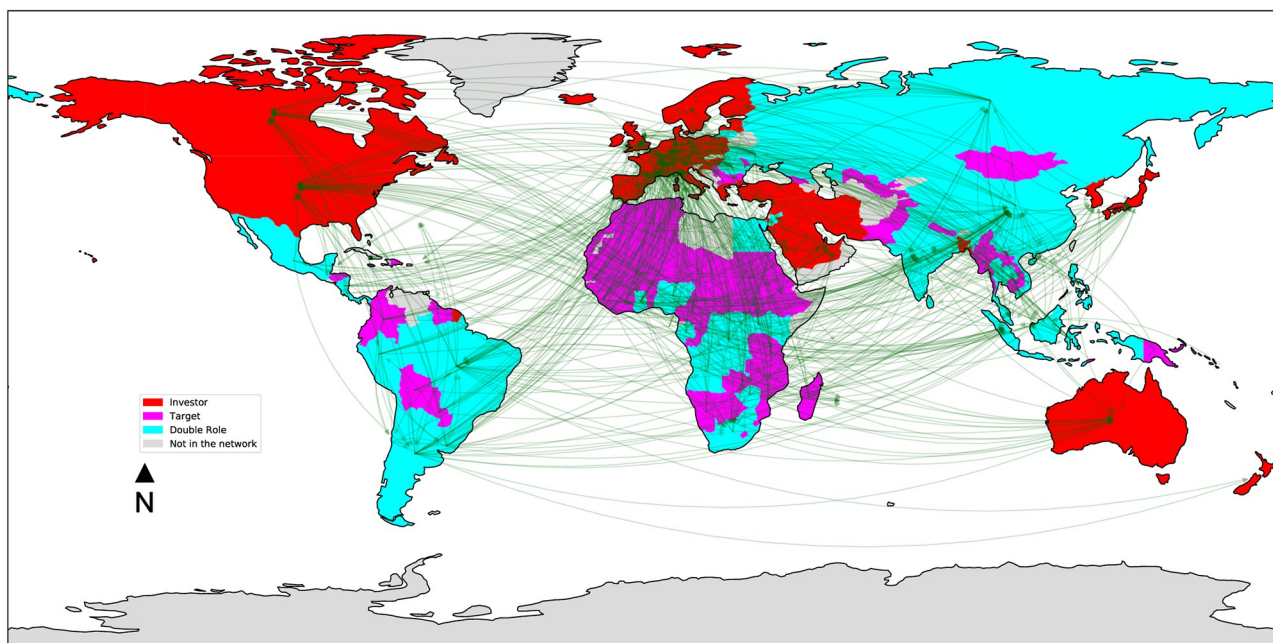 Investor
Target
Double Role
Not in the network
N